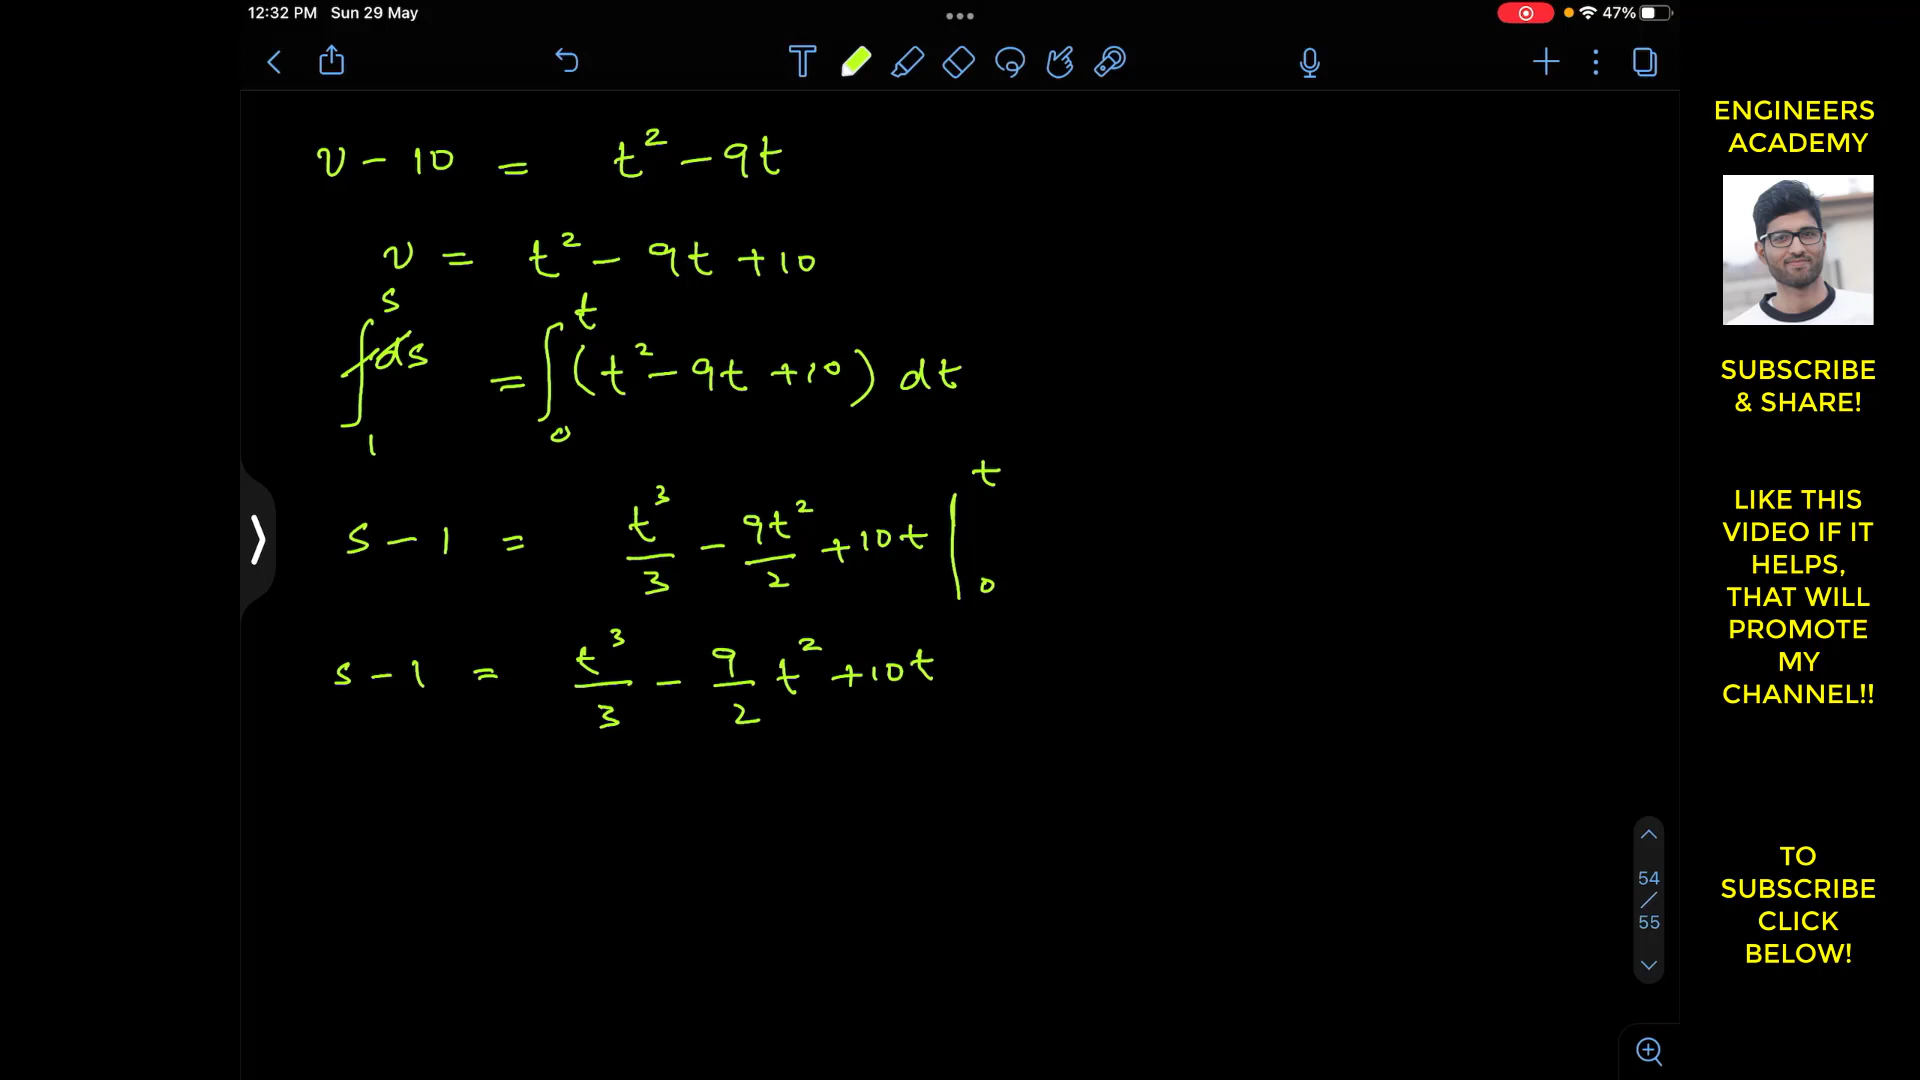 12:32 PM Sun 29 May
47%
v - 10 = t² - 9t
v = t² - 9t + 10
∫₁ˢ ds = ∫₀ᵗ (t² - 9t + 10) dt
s - 1 = t³/3 - 9t²/2 + 10t |₀ᵗ
s - 1 = t³/3 - 9/2 t² + 10t
ENGINEERS
ACADEMY
SUBSCRIBE
& SHARE!
LIKE THIS
VIDEO IF IT
HELPS,
THAT WILL
PROMOTE
MY
CHANNEL!!
TO
SUBSCRIBE
CLICK
BELOW!
54
/
55